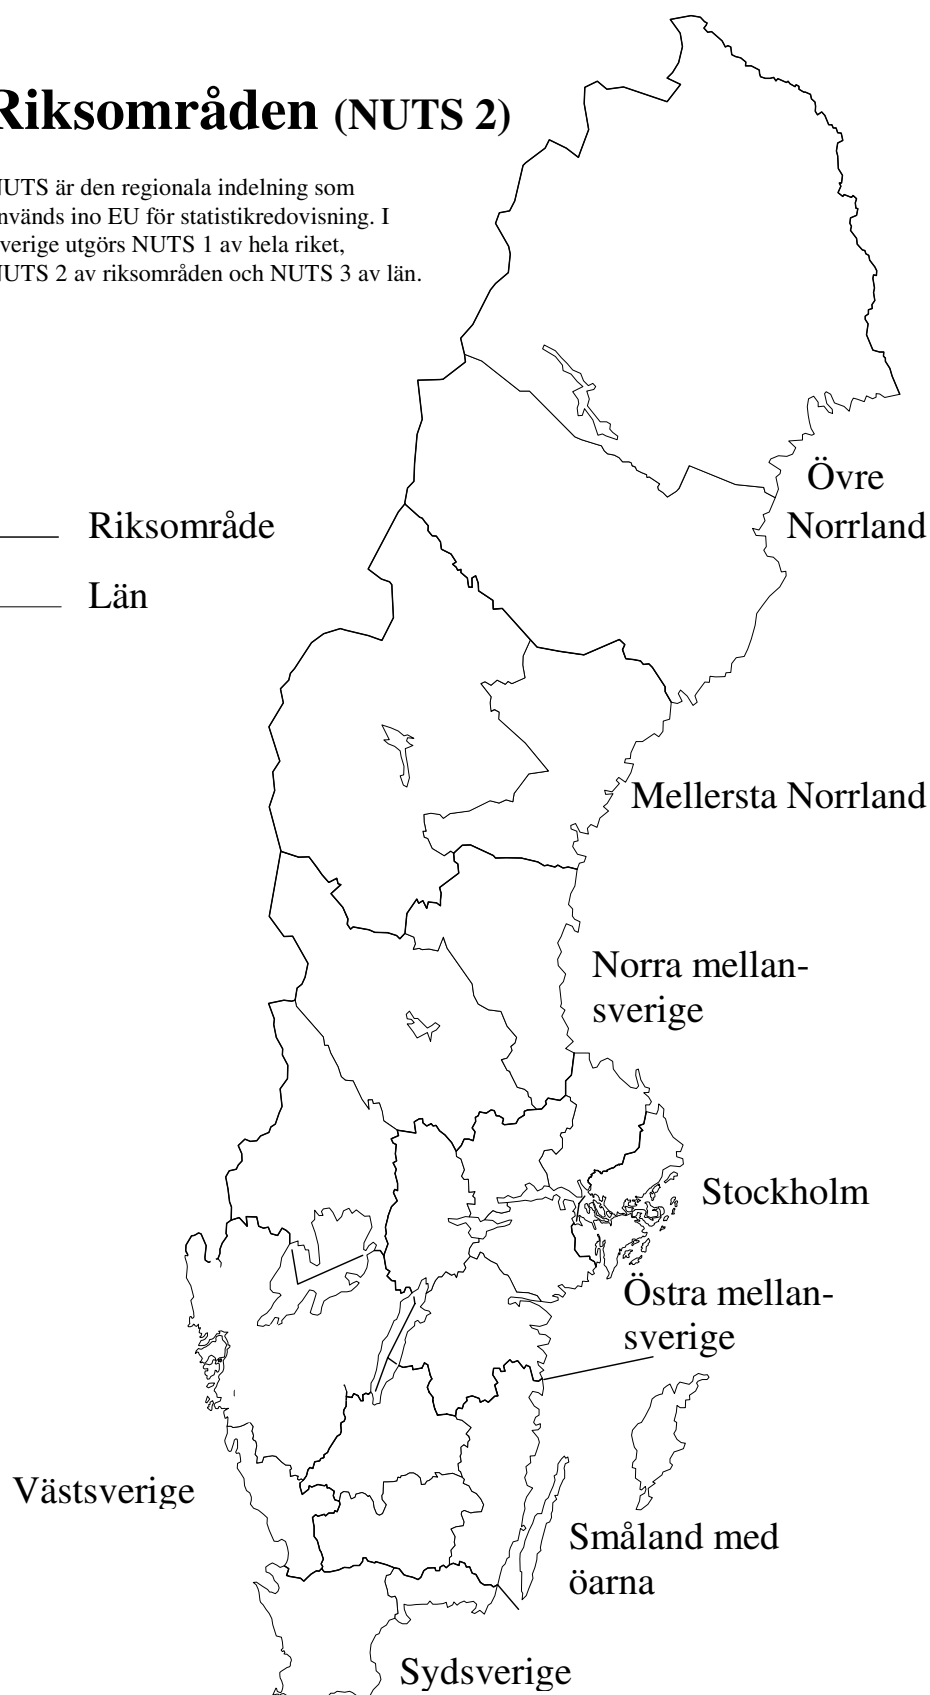 Riksområden (NUTS 2)
NUTS är den regionala indelning som
nvänds ino EU för statistikredovisning. I
verige utgörs NUTS 1 av hela riket,
NUTS 2 av riksområden och NUTS 3 av län.
Övre
Norrland
Riksområde
Län
Mellersta Norrland
Norra mellan-
sverige
Stockholm
Östra mellan-
sverige
Västsverige
Småland med
öarna
Sydsverige